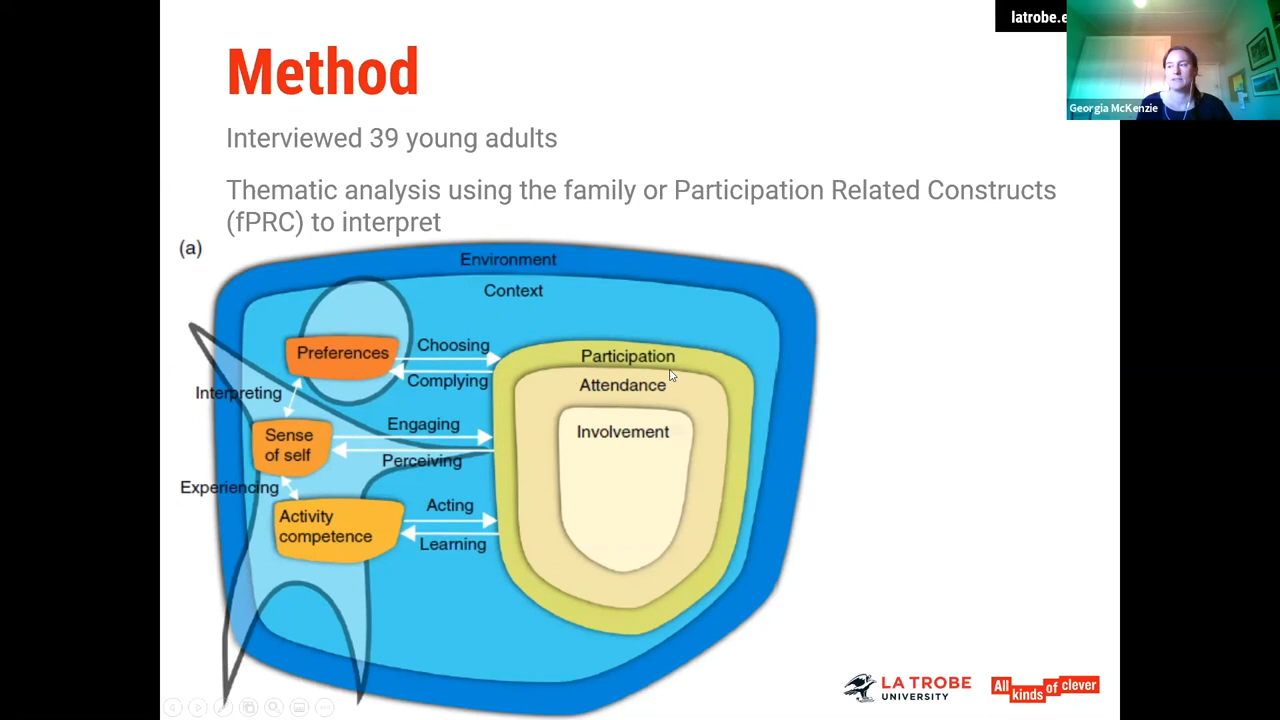 latrobe.e
Georgia McKenzie
Method
Interviewed 39 young adults
Thematic analysis using the family or Participation Related Constructs
(fPRC) to interpret
(a)
Environment
Context
Preferences
Choosing
Complying
Participation
Attendance
Involvement
Interpreting
Sense
of self
Engaging
Perceiving
Experiencing
Activity
competence
Acting
Learning
LA TROBE
UNIVERSITY
All
kinds
of
clever